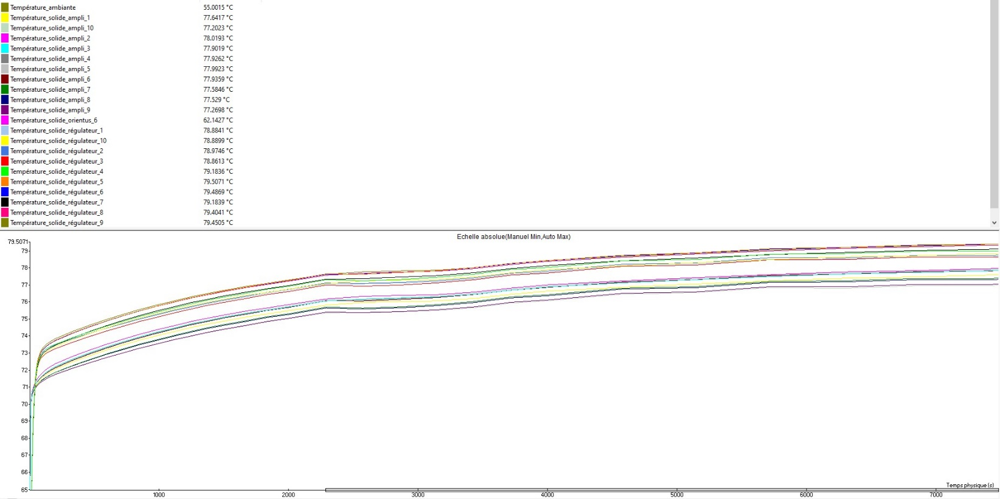 Température_ambiante 55.0015 °C
Température_solide_ampli_1 77.6417 °C
Température_solide_ampli_10 77.2023 °C
Température_solide_ampli_2 78.0193 °C
Température_solide_ampli_3 77.9019 °C
Température_solide_ampli_4 77.9262 °C
Température_solide_ampli_5 77.9923 °C
Température_solide_ampli_6 77.9359 °C
Température_solide_ampli_7 77.5846 °C
Température_solide_ampli_8 77.529 °C
Température_solide_ampli_9 77.2698 °C
Température_solide_orientus_6 62.1427 °C
Température_solide_régulateur_1 78.8841 °C
Température_solide_régulateur_10 78.8899 °C
Température_solide_régulateur_2 78.9746 °C
Température_solide_régulateur_3 78.8613 °C
Température_solide_régulateur_4 79.1836 °C
Température_solide_régulateur_5 79.5071 °C
Température_solide_régulateur_6 79.4869 °C
Température_solide_régulateur_7 79.1839 °C
Température_solide_régulateur_8 79.4041 °C
Température_solide_régulateur_9 79.4505 °C
Echelle absolue(Manuel Min,Auto Max)
79.5071
79
78
77
76
75
74
73
72
71
70
69
68
67
66
65
Temps physique (s)
1000 2000 3000 4000 5000 6000 7000